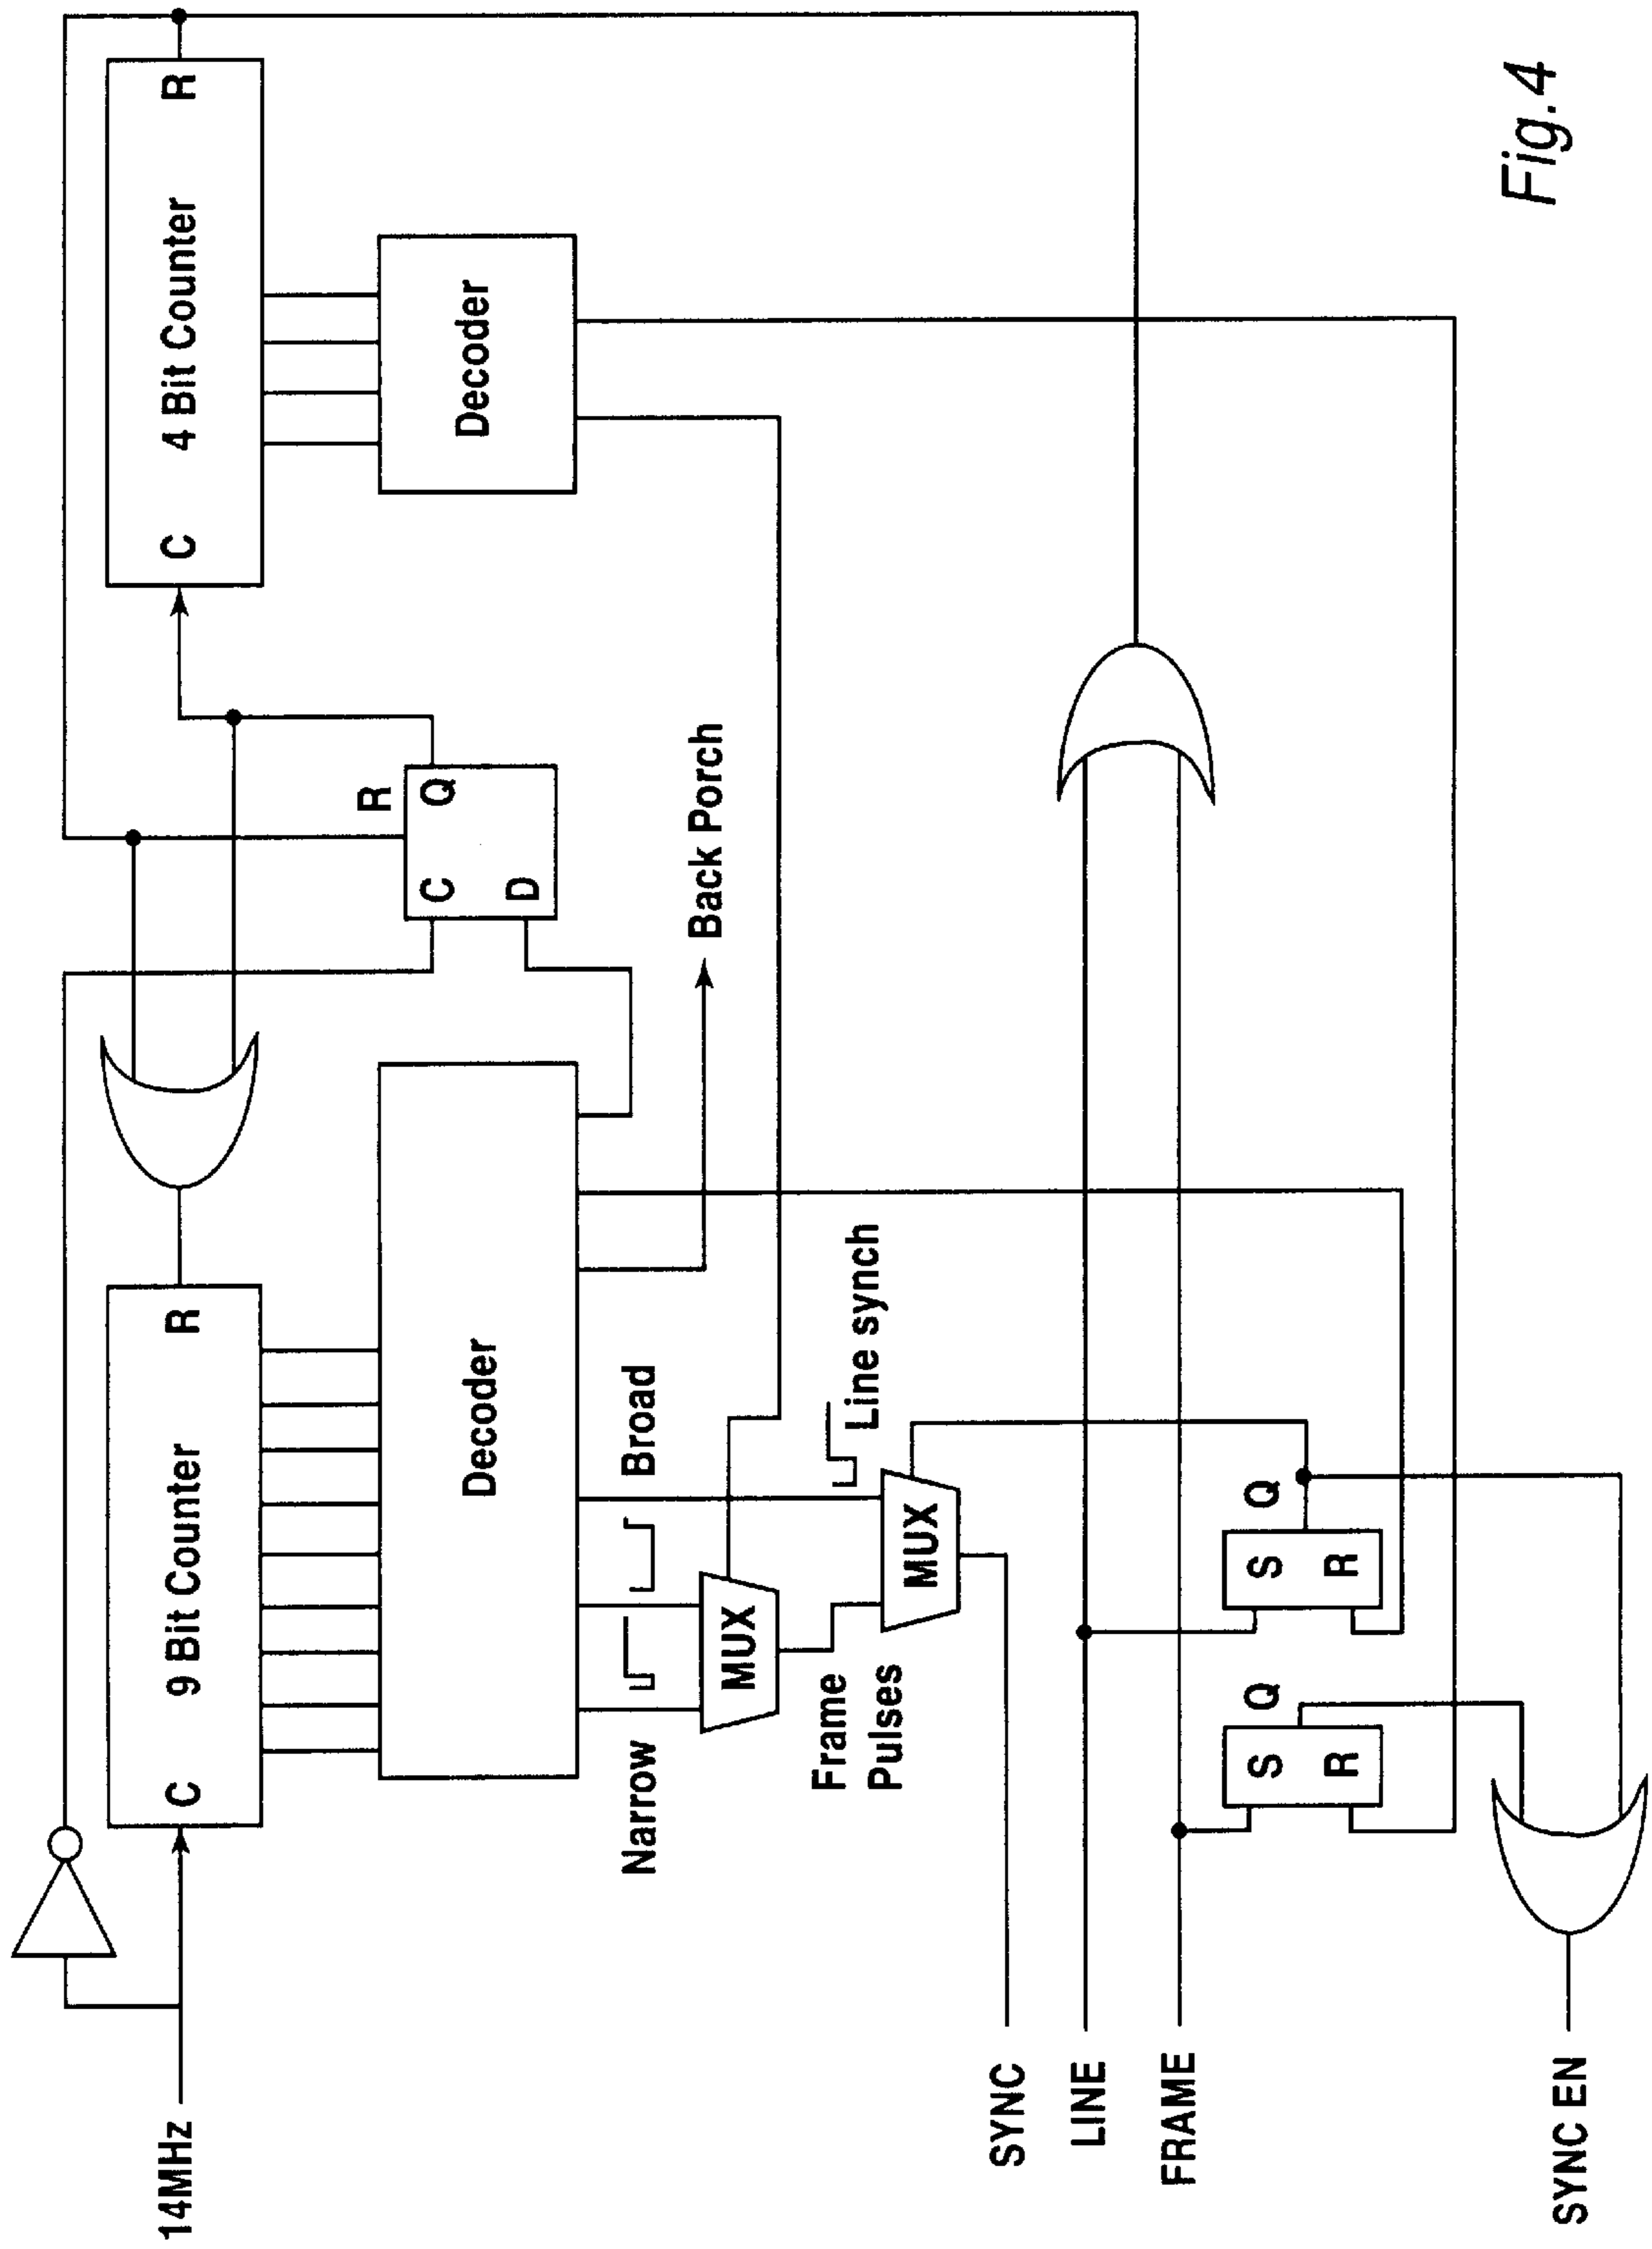 14MHz
C 9 Bit Counter R
C 4 Bit Counter R
Decoder
Decoder
R
C Q
D
Narrow
Broad
Back Porch
MUX
Frame
Pulses
Line synch
MUX
SYNC
LINE
FRAME
S Q
R
S Q
R
SYNC EN
Fig.4